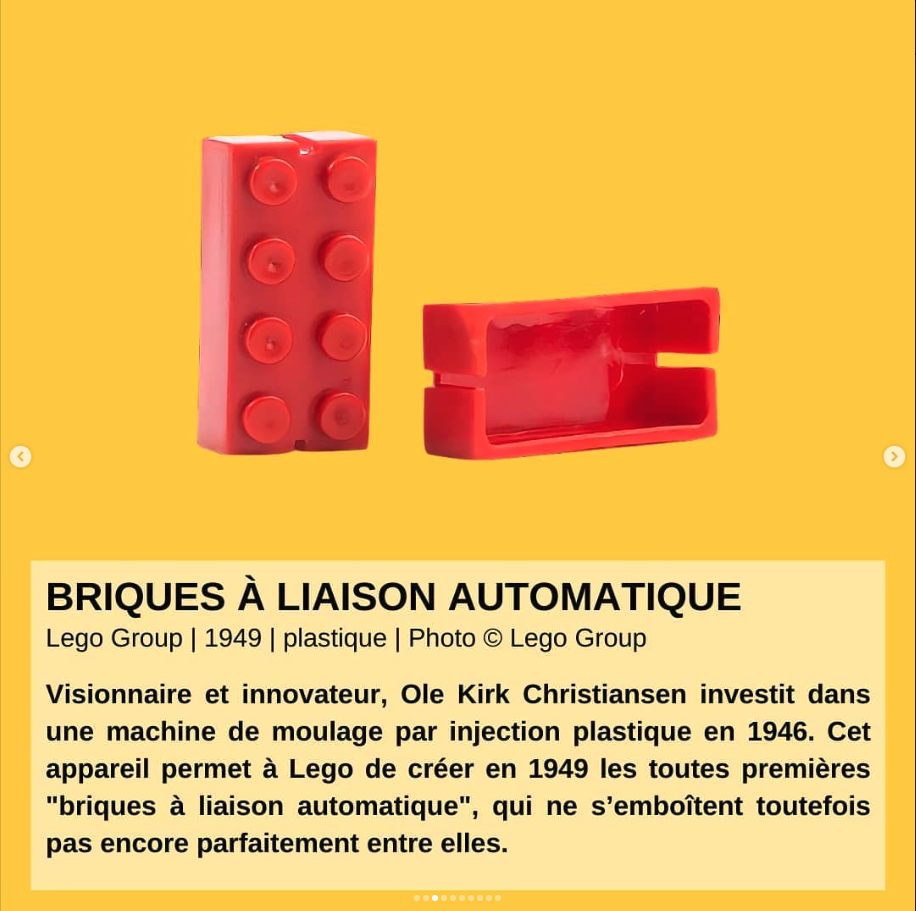 BRIQUES À LIAISON AUTOMATIQUE
Lego Group | 1949 | plastique | Photo © Lego Group
Visionnaire et innovateur, Ole Kirk Christiansen investit dans
une machine de moulage par injection plastique en 1946. Cet
appareil permet à Lego de créer en 1949 les toutes premières
"briques à liaison automatique", qui ne s’emboîtent toutefois
pas encore parfaitement entre elles.